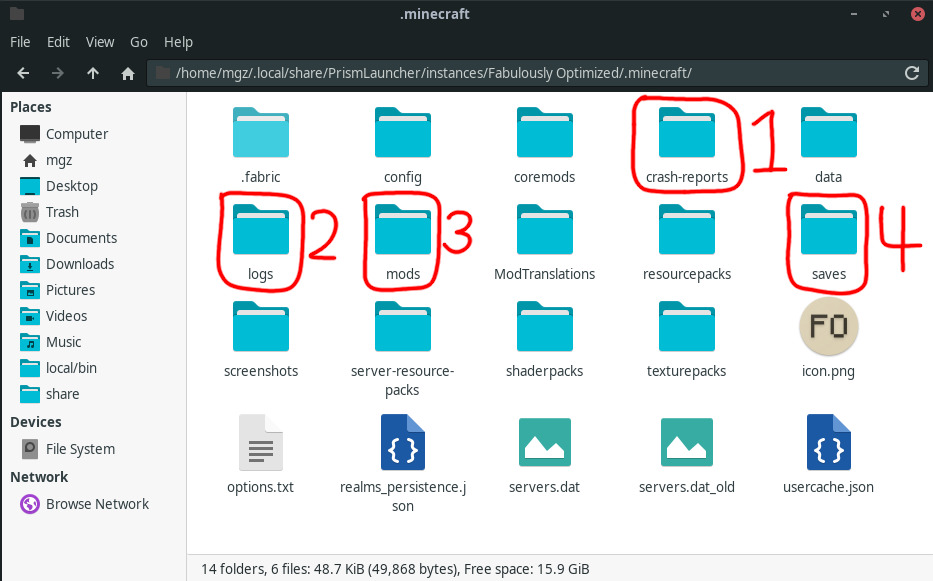 .minecraft
File Edit View Go Help
/home/mgz/.local/share/PrismLauncher/instances/Fabulously Optimized/.minecraft/
Places
Computer
mgz
Desktop
Trash
Documents
Downloads
Pictures
Videos
Music
local/bin
share
Devices
File System
Network
Browse Network
.fabric
config
coremods
crash-reports
1
data
logs
2
mods
3
ModTranslations
resourcepacks
saves
4
screenshots
server-resource-
packs
shaderpacks
texturepacks
FO
icon.png
options.txt
{}
realms_persistence.j
son
servers.dat
servers.dat_old
{}
usercache.json
14 folders, 6 files: 48.7 KiB (49,868 bytes), Free space: 15.9 GiB